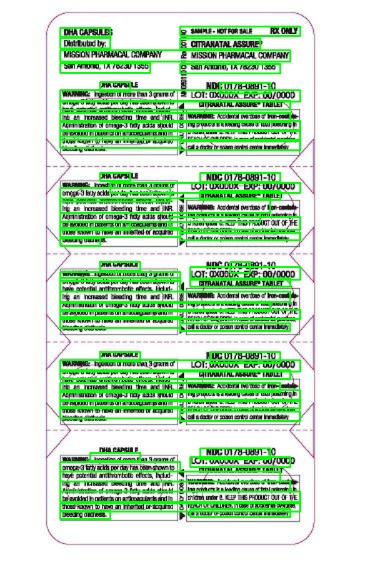 DHA CAPSULES
Distributed by:
MISSION PHARMACAL COMPANY
San Antonio, TX 78230 1355
SAMPLE - NOT FOR SALE RX ONLY
CITRANATAL ASSURE
MISSION PHARMACAL COMPANY
San Antonio, TX 78230 1355
DHA CAPSULE
WARNING: Ingestion of more than 3 grams of
omega-3 fatty acids per day has been shown to
have potential antithrombotic effects, includ-
ing an increased bleeding time and INR.
Administration of omega-3 fatty acids should
be avoided in patients on anticoagulants and in
those known to have an inherited or acquired
bleeding diathesis.
NDC 0178-0891-10
LOT: 0X000X EXP: 00/0000
CITRANATAL ASSURE® TABLET
WARNING: Accidental overdose of iron-contain-
ing products is a leading cause of fatal poisoning in
children under 6. KEEP THIS PRODUCT OUT OF THE
REACH OF CHILDREN. In case of accidental overdose,
call a doctor or poison control center immediately.
DHA CAPSULE
WARNING: Ingestion of more than 3 grams of
omega-3 fatty acids per day has been shown to
have potential antithrombotic effects, includ-
ing an increased bleeding time and INR.
Administration of omega-3 fatty acids should
be avoided in patients on anticoagulants and in
those known to have an inherited or acquired
bleeding diathesis.
NDC 0178-0891-10
LOT: 0X000X EXP: 00/0000
CITRANATAL ASSURE® TABLET
WARNING: Accidental overdose of iron-contain-
ing products is a leading cause of fatal poisoning in
children under 6. KEEP THIS PRODUCT OUT OF THE
REACH OF CHILDREN. In case of accidental overdose,
call a doctor or poison control center immediately.
DHA CAPSULE
WARNING: Ingestion of more than 3 grams of
omega-3 fatty acids per day has been shown to
have potential antithrombotic effects, includ-
ing an increased bleeding time and INR.
Administration of omega-3 fatty acids should
be avoided in patients on anticoagulants and in
those known to have an inherited or acquired
bleeding diathesis.
NDC 0178-0891-10
LOT: 0X000X EXP: 00/0000
CITRANATAL ASSURE® TABLET
WARNING: Accidental overdose of iron-contain-
ing products is a leading cause of fatal poisoning in
children under 6. KEEP THIS PRODUCT OUT OF THE
REACH OF CHILDREN. In case of accidental overdose,
call a doctor or poison control center immediately.
DHA CAPSULE
WARNING: Ingestion of more than 3 grams of
omega-3 fatty acids per day has been shown to
have potential antithrombotic effects, includ-
ing an increased bleeding time and INR.
Administration of omega-3 fatty acids should
be avoided in patients on anticoagulants and in
those known to have an inherited or acquired
bleeding diathesis.
NDC 0178-0891-10
LOT: 0X000X EXP: 00/0000
CITRANATAL ASSURE® TABLET
WARNING: Accidental overdose of iron-contain-
ing products is a leading cause of fatal poisoning in
children under 6. KEEP THIS PRODUCT OUT OF THE
REACH OF CHILDREN. In case of accidental overdose,
call a doctor or poison control center immediately.
DHA CAPSULE
WARNING: Ingestion of more than 3 grams of
omega-3 fatty acids per day has been shown to
have potential antithrombotic effects, includ-
ing an increased bleeding time and INR.
Administration of omega-3 fatty acids should
be avoided in patients on anticoagulants and in
those known to have an inherited or acquired
bleeding diathesis.
NDC 0178-0891-10
LOT: 0X000X EXP: 00/0000
CITRANATAL ASSURE® TABLET
WARNING: Accidental overdose of iron-contain-
ing products is a leading cause of fatal poisoning in
children under 6. KEEP THIS PRODUCT OUT OF THE
REACH OF CHILDREN. In case of accidental overdose,
call a doctor or poison control center immediately.